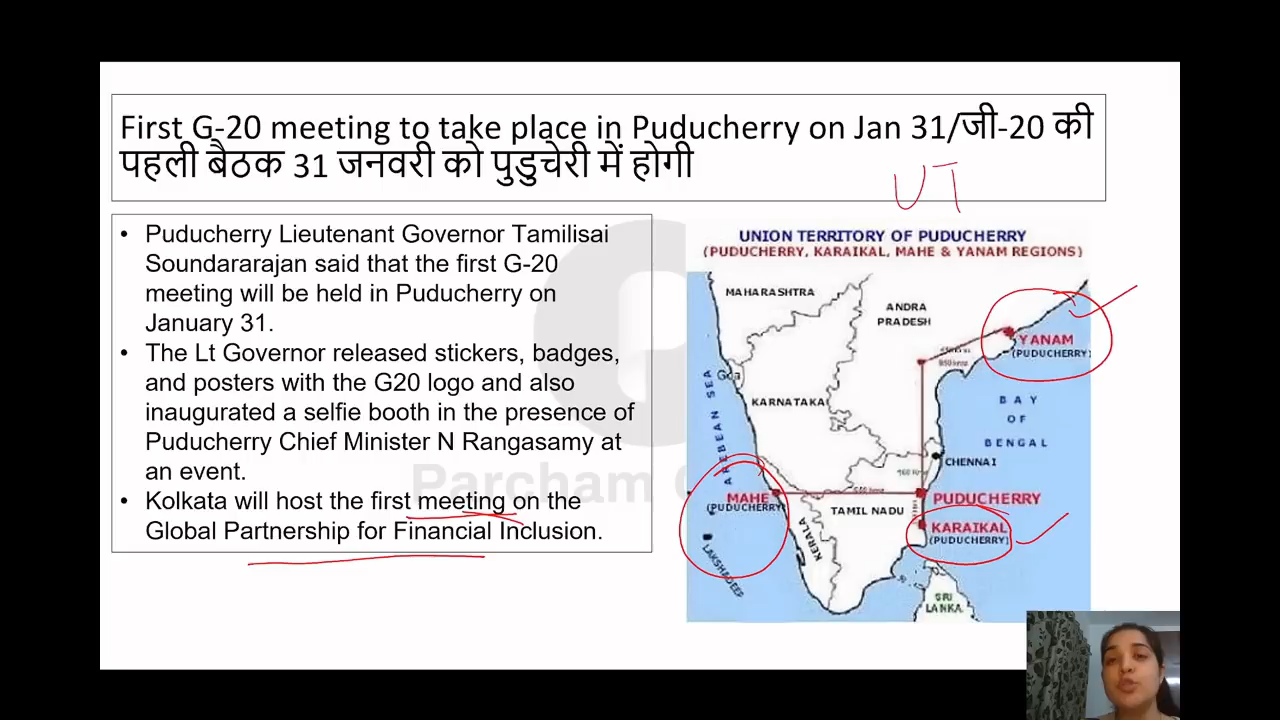 First G-20 meeting to take place in Puducherry on Jan 31/जी-20 की
पहली बैठक 31 जनवरी को पुडुचेरी में होगी
UT
• Puducherry Lieutenant Governor Tamilisai
Soundararajan said that the first G-20
meeting will be held in Puducherry on
January 31.
• The Lt Governor released stickers, badges,
and posters with the G20 logo and also
inaugurated a selfie booth in the presence of
Puducherry Chief Minister N Rangasamy at
an event.
• Kolkata will host the first meeting on the
Global Partnership for Financial Inclusion.
Parcham
UNION TERRITORY OF PUDUCHERRY
(PUDUCHERRY, KARAIKAL, MAHE & YANAM REGIONS)
MAHARASHTRA
ANDRA
PRADESH
YANAM
(PUDUCHERRY)
Goa
KARNATAKA
AREBEAN SEA
BAY
OF
BENGAL
CHENNAI
MAHE
(PUDUCHERRY)
PUDUCHERRY
TAMIL NADU
KARAIKAL
(PUDUCHERRY)
KERALA
LAKSHADEEP
SRI
LANKA